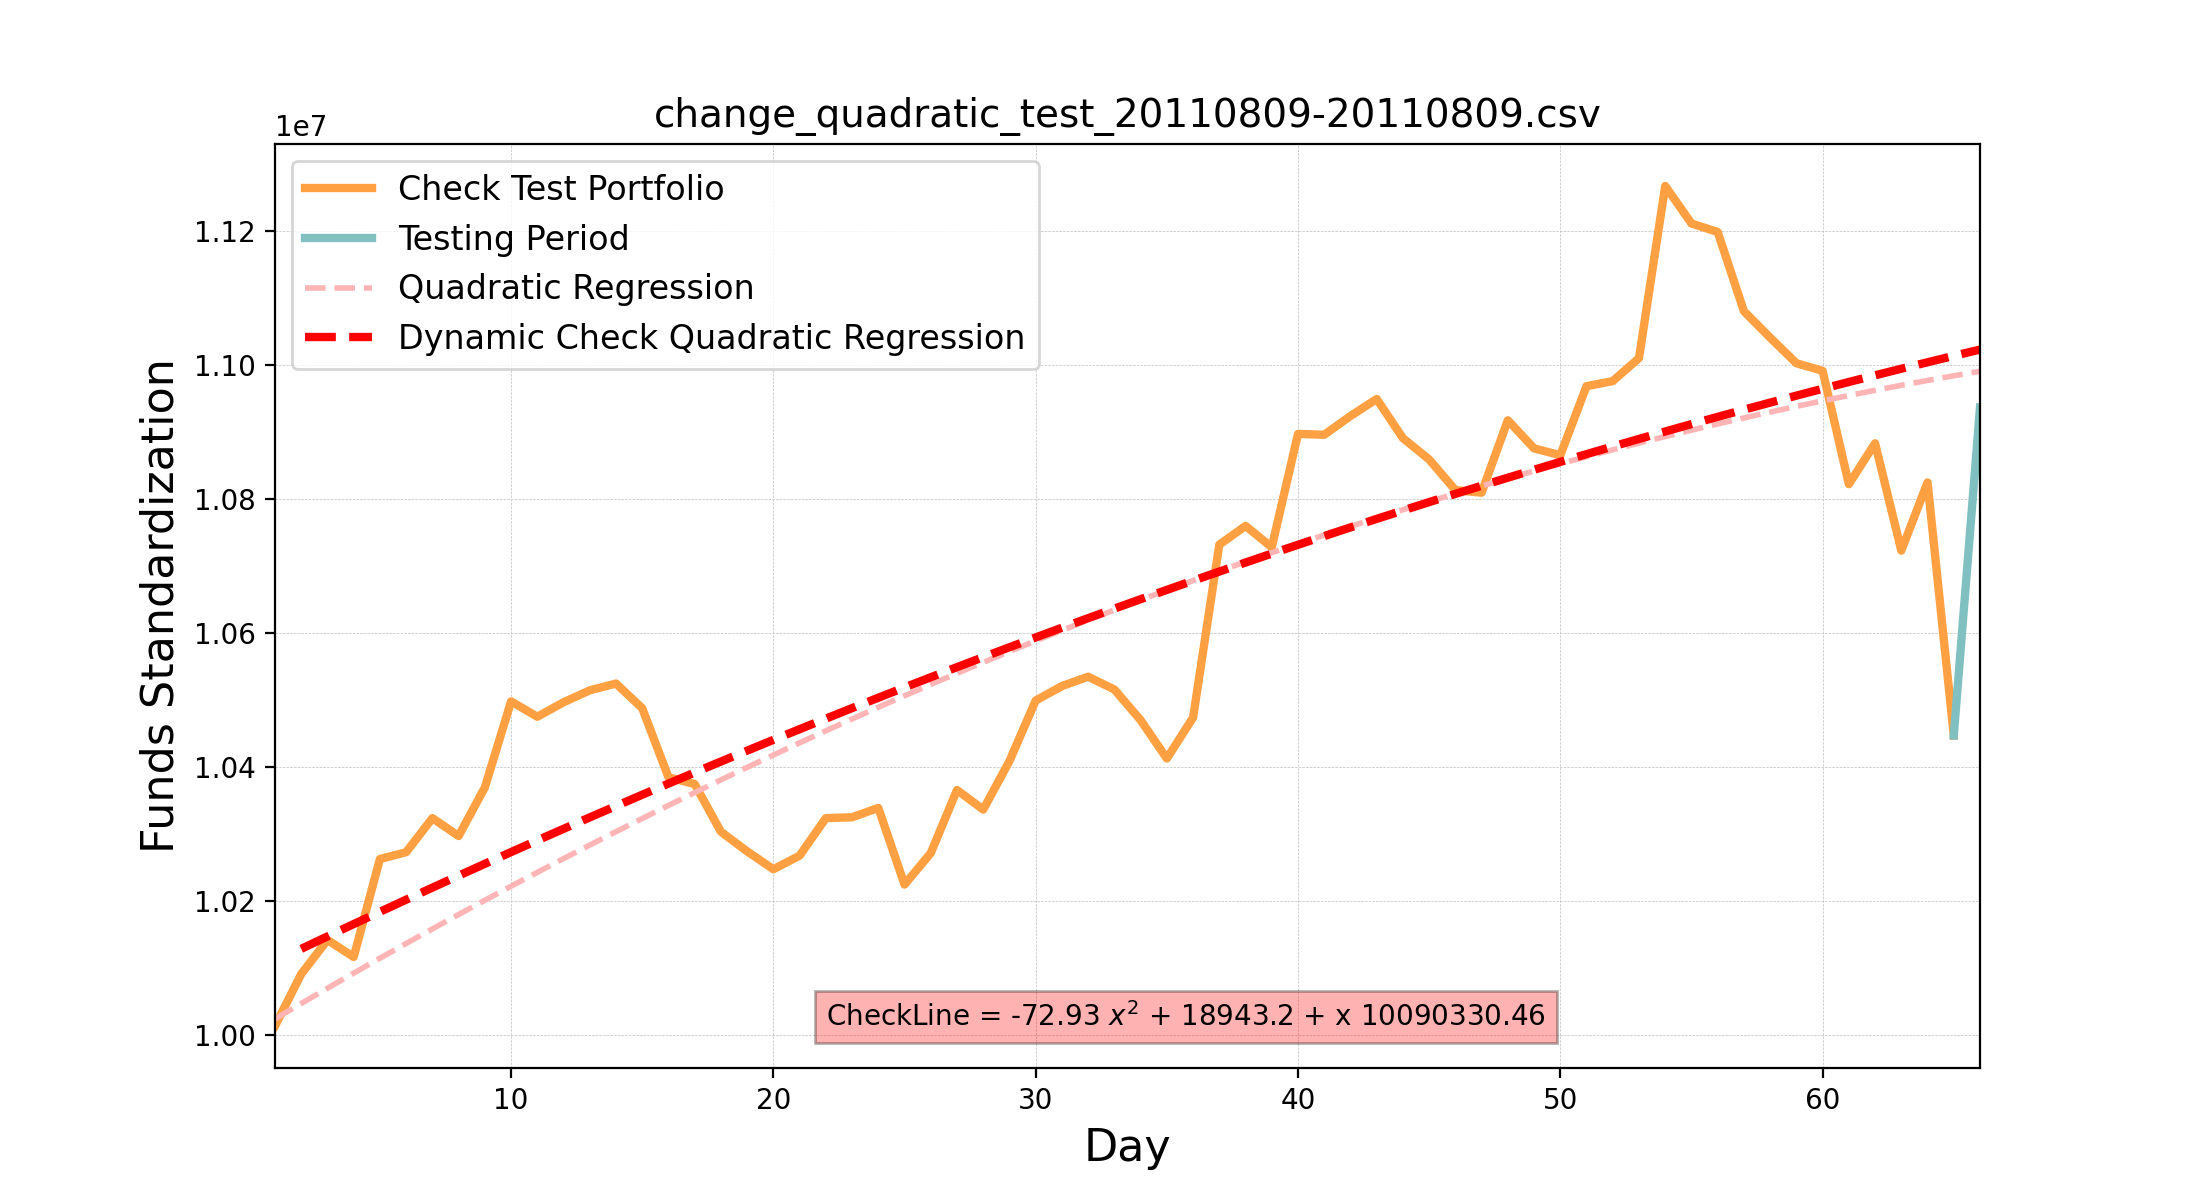 change_quadratic_test_20110809-20110809.csv
1e7
Check Test Portfolio
Testing Period
Quadratic Regression
Dynamic Check Quadratic Regression
Funds Standardization
1.12
1.10
1.08
1.06
1.04
1.02
1.00
CheckLine = -72.93 x² + 18943.2 + x 10090330.46
10 20 30 40 50 60
Day